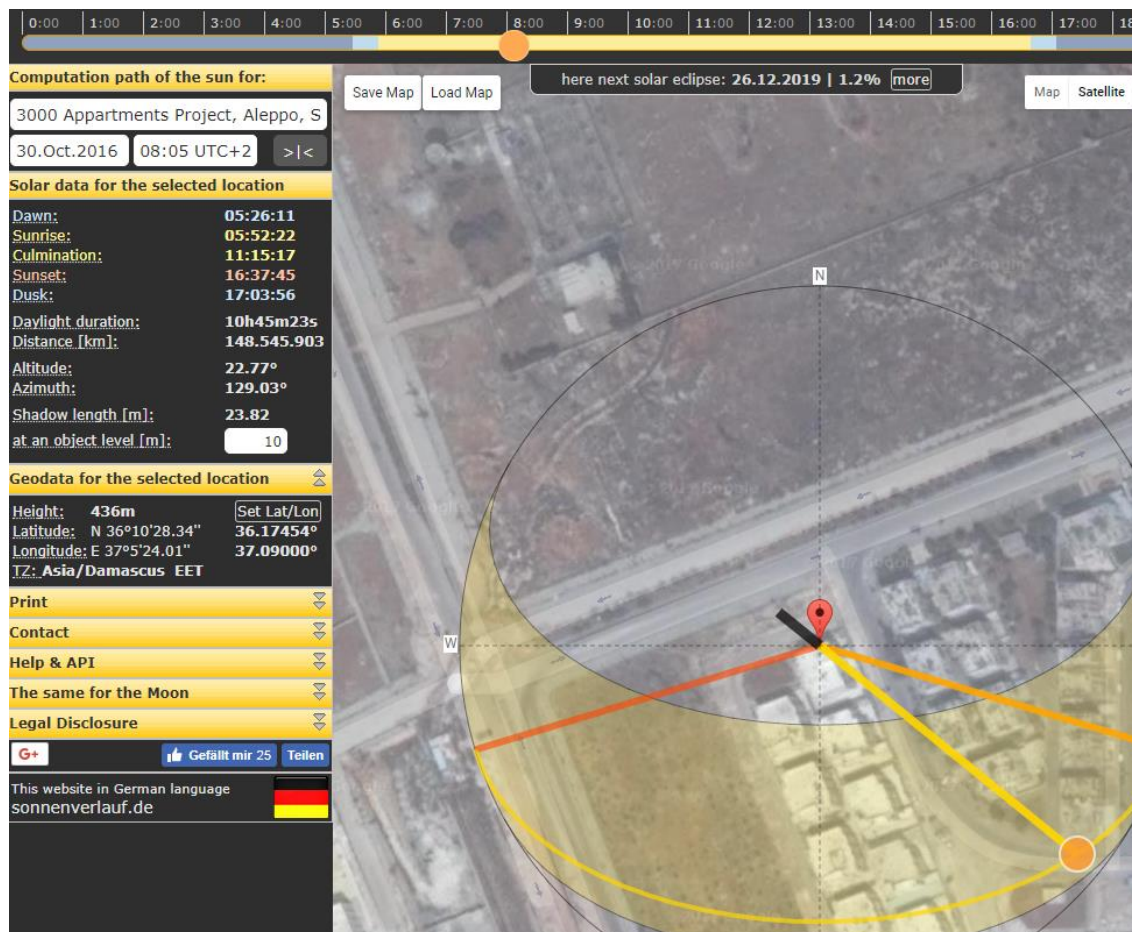 0:00 1:00 2:00 3:00 4:00 5:00 6:00 7:00 8:00 9:00 10:00 11:00 12:00 13:00 14:00 15:00 16:00 17:00 18
Computation path of the sun for:
3000 Appartments Project, Aleppo, S
30.Oct.2016 08:05 UTC+2 >|<
Solar data for the selected location
Dawn: 05:26:11
Sunrise: 05:52:22
Culmination: 11:15:17
Sunset: 16:37:45
Dusk: 17:03:56
Daylight duration: 10h45m23s
Distance [km]: 148.545.903
Altitude: 22.77°
Azimuth: 129.03°
Shadow length [m]: 23.82
at an object level [m]: 10
Geodata for the selected location
Height: 436m Set Lat/Lon
Latitude: N 36°10'28.34'' 36.17454°
Longitude: E 37°5'24.01'' 37.09000°
TZ: Asia/Damascus EET
Print
Contact
Help & API
The same for the Moon
Legal Disclosure
G+ Gefällt mir 25 Teilen
This website in German language
sonnenverlauf.de
Save Map Load Map
here next solar eclipse: 26.12.2019 | 1.2% more
Map Satellite
N
W